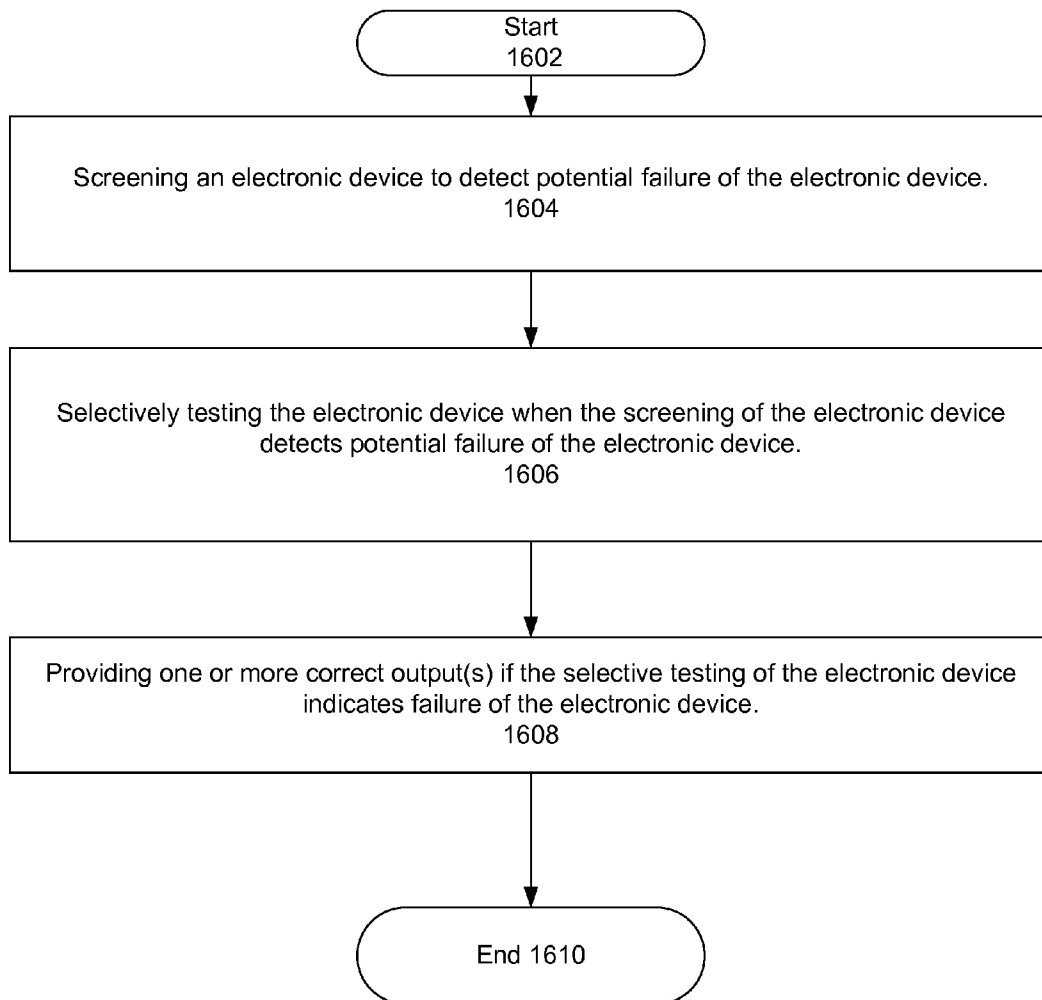 Start
1602
Screening an electronic device to detect potential failure of the electronic device.
1604
Selectively testing the electronic device when the screening of the electronic device
detects potential failure of the electronic device.
1606
Providing one or more correct output(s) if the selective testing of the electronic device
indicates failure of the electronic device.
1608
End 1610